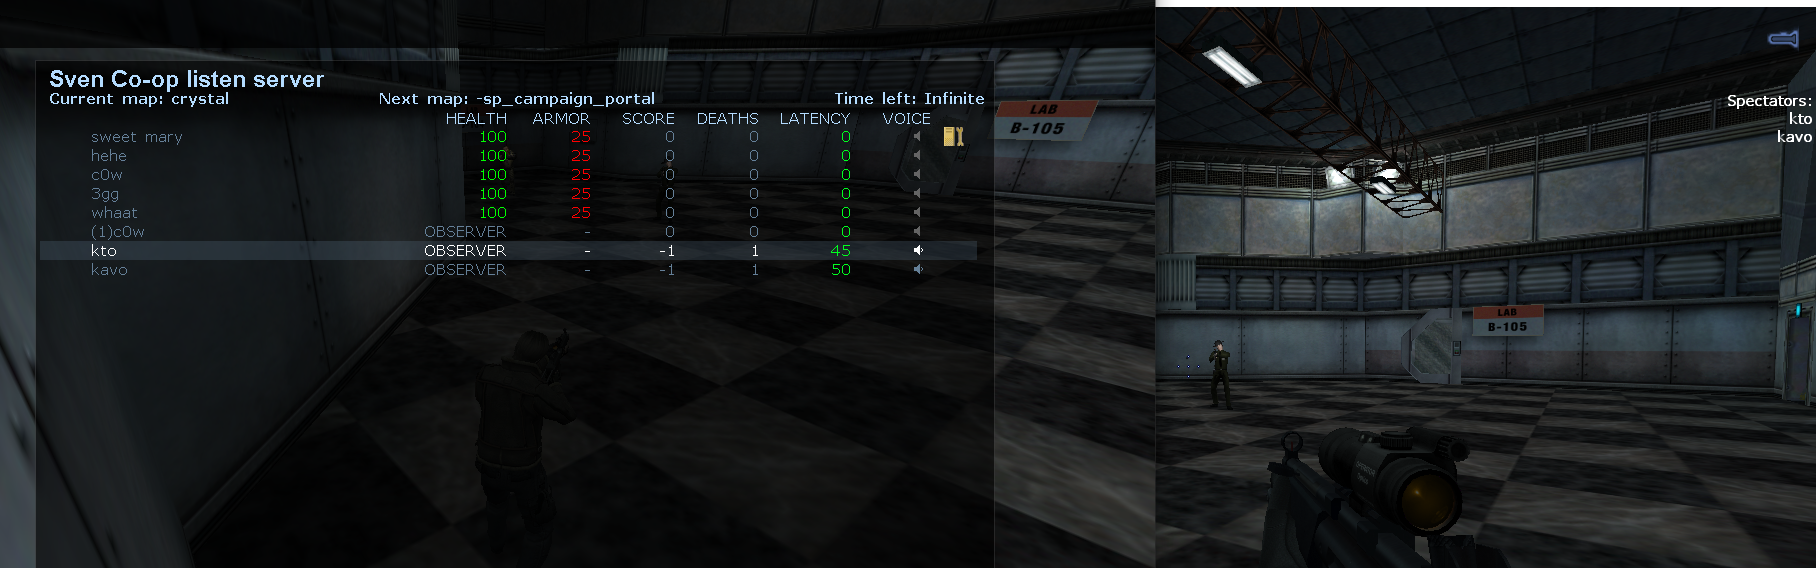 Sven Co-op listen server
Current map: crystal Next map: -sp_campaign_portal Time left: Infinite
HEALTH ARMOR SCORE DEATHS LATENCY VOICE
sweet mary 100 25 0 0 0
hehe 100 25 0 0 0
c0w 100 25 0 0 0
3gg 100 25 0 0 0
whaat 100 25 0 0 0
(1)c0w OBSERVER - 0 0 0
kto OBSERVER - -1 1 45
kavo OBSERVER - -1 1 50
LAB
B-105
Spectators:
kto
kavo
LAB
B-105